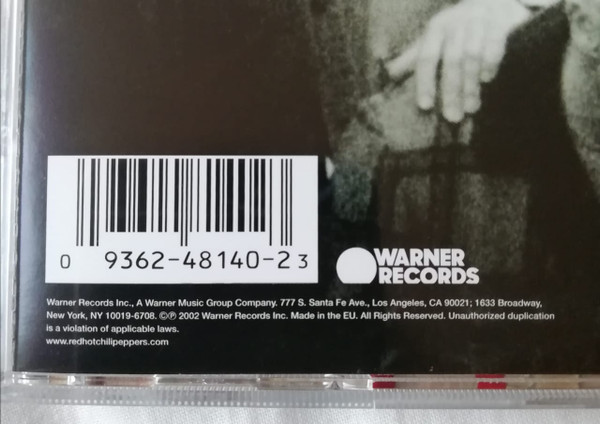 0 9362-48140-2 3
WARNER
RECORDS
Warner Records Inc., A Warner Music Group Company. 777 S. Santa Fe Ave., Los Angeles, CA 90021; 1633 Broadway,
New York, NY 10019-6708. ©℗ 2002 Warner Records Inc. Made in the EU. All Rights Reserved. Unauthorized duplication
is a violation of applicable laws.
www.redhotchilipeppers.com